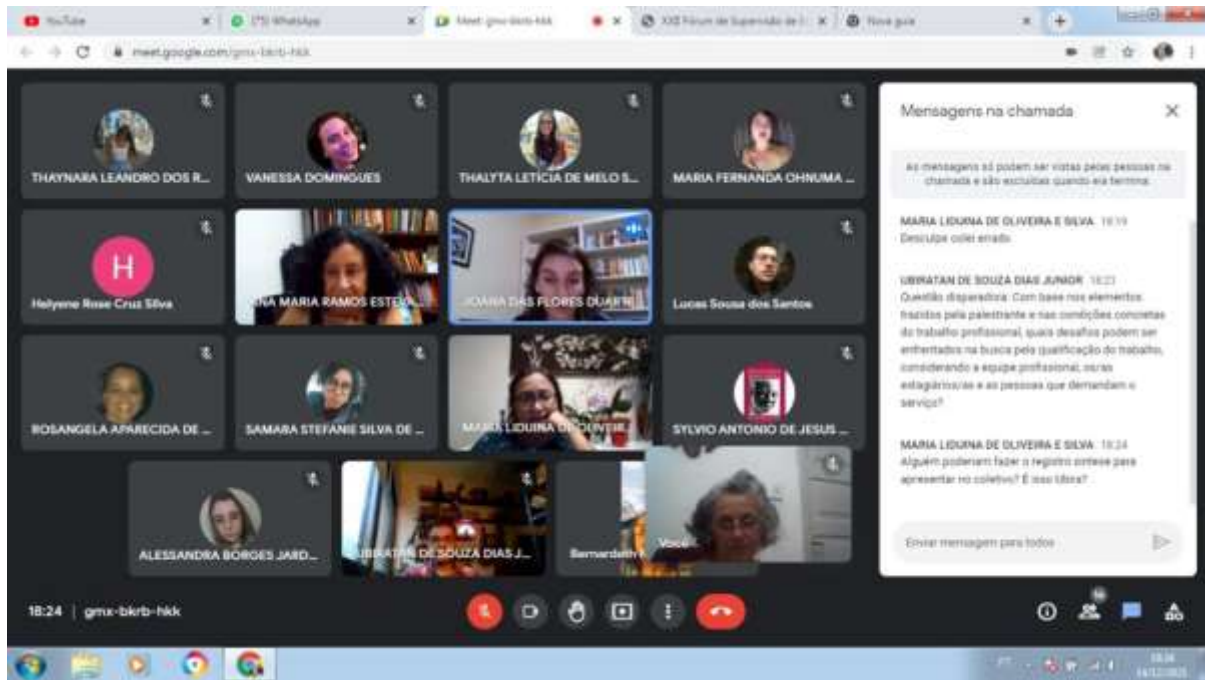 YouTube
WhatsApp
Meet: gmx-bkrb-hkk
XXII Fórum de Supervisão de
Nova guia
meet.google.com/gmx-bkrb-hkk
THAYNARA LEANDRO DOS R...
VANESSA DOMINGUES
THALYTA LETICIA DE MELO S...
MARIA FERNANDA OHNUMA ...
H
Helyene Rose Cruz Silva
ANA MARIA RAMOS ESTEVA...
JOANA DAS FLORES DUARTE
Lucas Sousa dos Santos
ROSANGELA APARECIDA DE ...
SAMARA STEFANIE SILVA DE ...
MARIA LIDUINA DE OLIVEIR...
SYLVIO ANTONIO DE JESUS ...
ALESSANDRA BORGES JARD...
UBIRATAN DE SOUZA DIAS J...
Bernardeth
Você
Mensagens na chamada
As mensagens só podem ser vistas pelas pessoas na
chamada e são excluídas quando ela termina.
MARIA LIDUINA DE OLIVEIRA E SILVA 18:19
Desculpe colei errado
UBIRATAN DE SOUZA DIAS JUNIOR
Questão disparadora: Com base nos elementos
trazidos pela palestrante e nas condições concretas
do trabalho profissional, quais desafios podem ser
enfrentados na busca pela qualificação do trabalho,
considerando a equipe profissional, os/as
estagiários/as e as pessoas que demandam o
serviço?
MARIA LIDUINA DE OLIVEIRA E SILVA 18:24
Alguém poderiam fazer o registro sintese para
apresentar no coletivo? É isso
Enviar mensagem para todos
18:24 | gmx-bkrb-hkk
PT